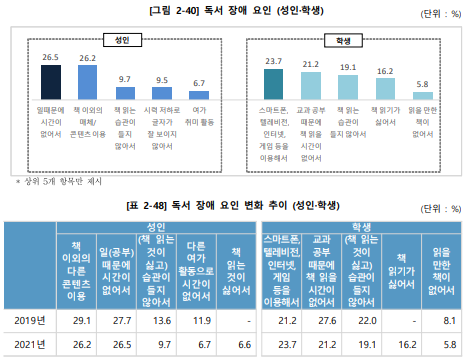 [그림 2-40] 독서 장애 요인 (성인·학생)
(단위 : %)
성인
학생
26.5 26.2 9.7 9.5 6.7
23.7 21.2 19.1 16.2 5.8
일때문에 시간이 없어서
책 이외의 매체/ 콘텐츠 이용
책 읽는 습관이 들지 않아서
시력 저하로 글자가 잘 보이지 않아서
여가 취미 활동
스마트폰, 텔레비전, 인터넷, 게임 등을 이용해서
교과 공부 때문에 책 읽을 시간이 없어서
책 읽는 습관이 들지 않아서
책 읽기가 싫어서
읽을 만한 책이 없어서
* 상위 5개 항목만 제시
[표 2-48] 독서 장애 요인 변화 추이 (성인·학생)
(단위 : %)
성인
학생
책 이외의 다른 콘텐츠 이용
일(공부) 때문에 시간이 없어서
(책 읽는 것이 싫고) 습관이 들지 않아서
다른 여가 활동으로 시간이 없어서
책 읽는 것이 싫어서
스마트폰, 텔레비전, 인터넷, 게임 등을 이용해서
교과 공부 때문에 책 읽을 시간이 없어서
(책 읽는 것이 싫고) 습관이 들지 않아서
책 읽기가 싫어서
읽을 만한 책이 없어서
2019년 29.1 27.7 13.6 11.9 - 21.2 27.6 22.0 - 8.1
2021년 26.2 26.5 9.7 6.7 6.6 23.7 21.2 19.1 16.2 5.8